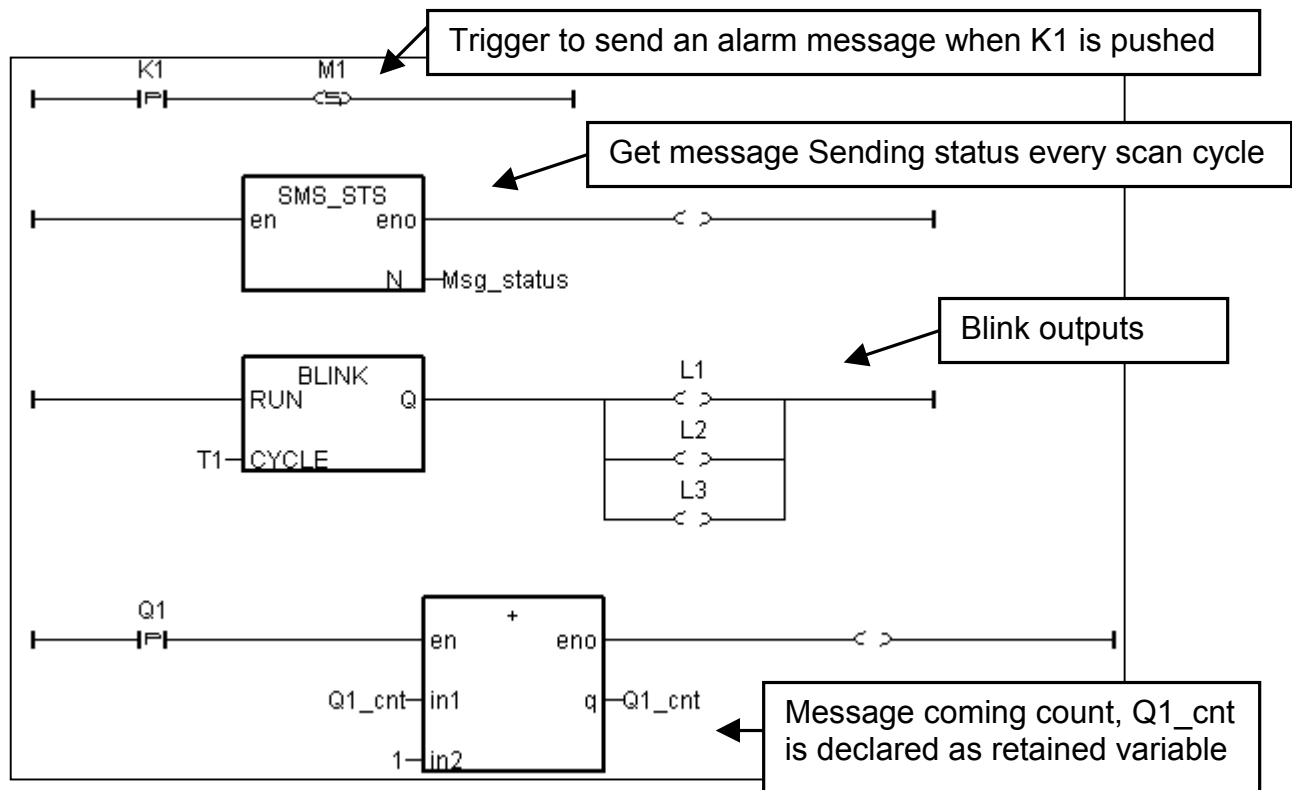 Trigger to send an alarm message when K1 is pushed
K1 M1
P S
Get message Sending status every scan cycle
SMS_STS
en eno
N Msg_status
Blink outputs
BLINK
RUN Q
T1 CYCLE
L1
L2
L3
Q1
P
+
en eno
Q1_cnt in1 q Q1_cnt
1 in2
Message coming count, Q1_cnt
is declared as retained variable